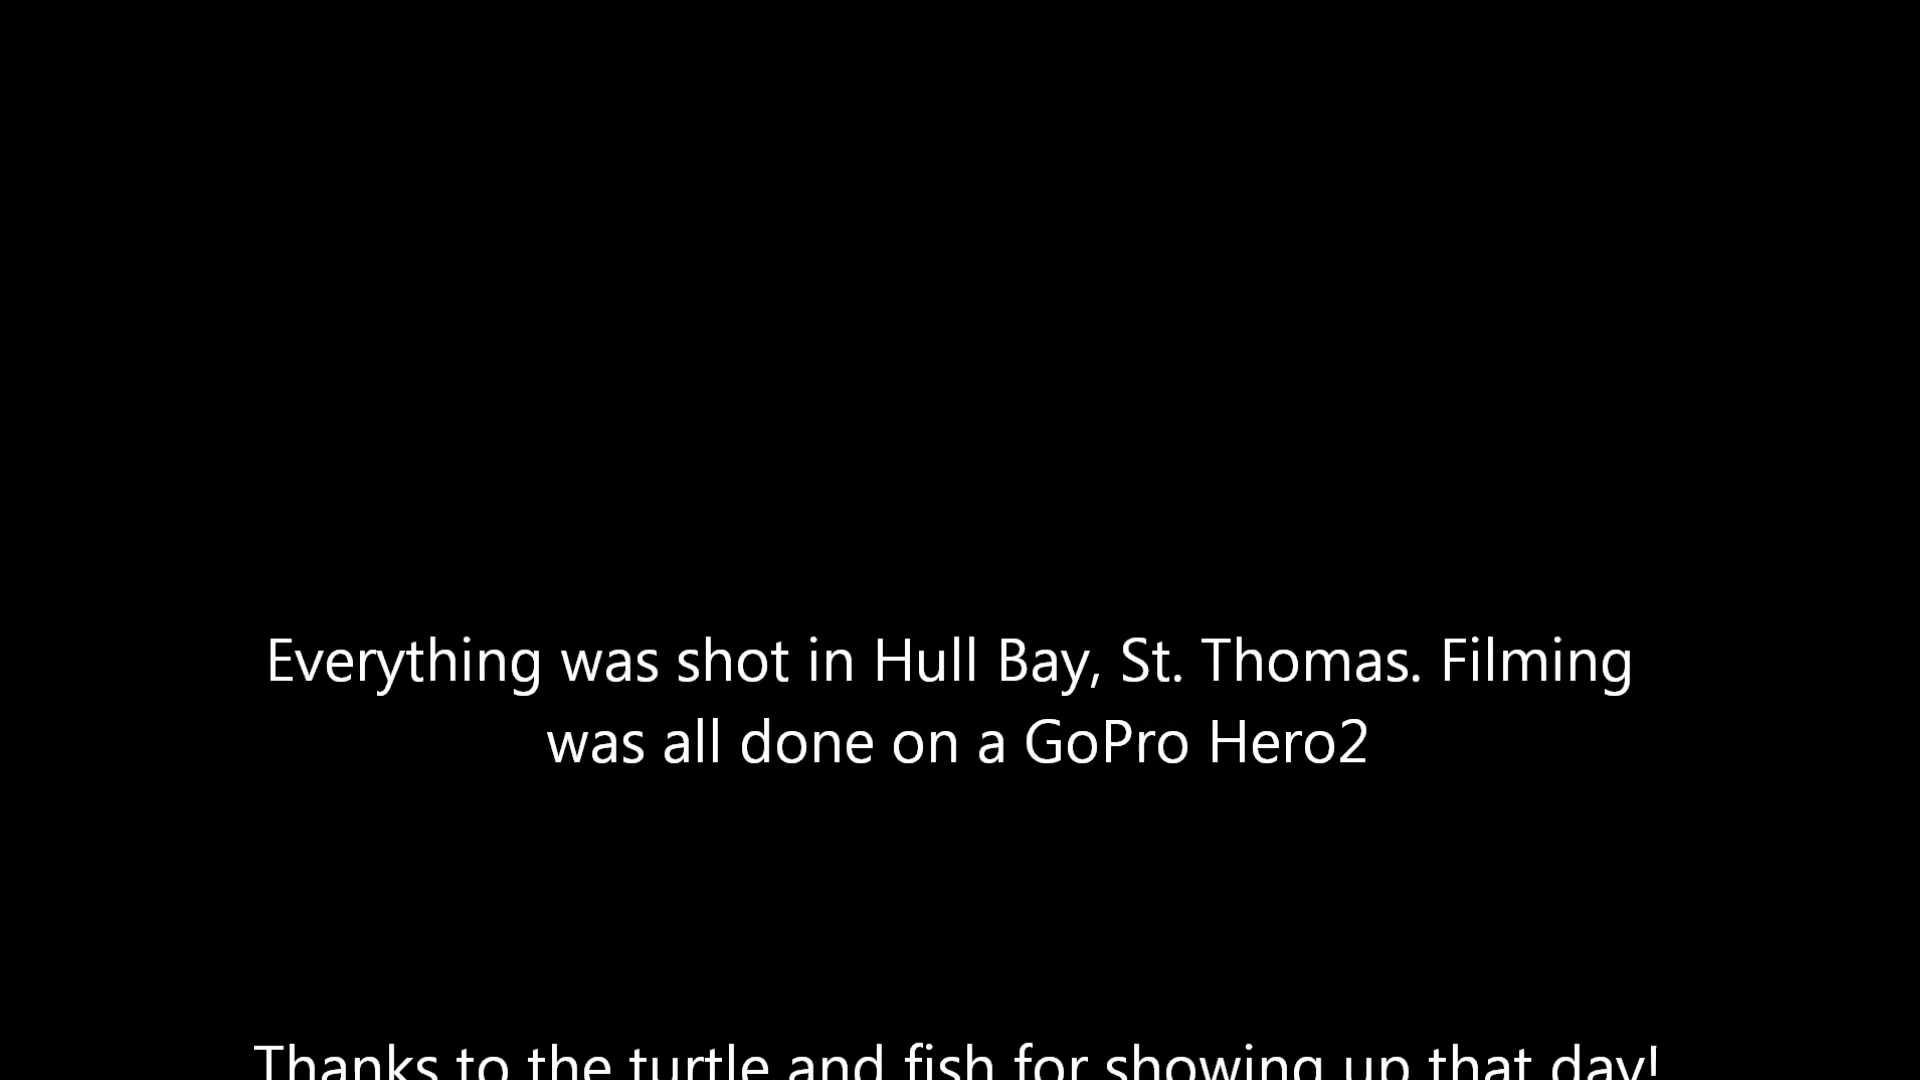 Everything was shot in Hull Bay, St. Thomas. Filming
was all done on a GoPro Hero2
Thanks to the turtle and fish for showing up that day!